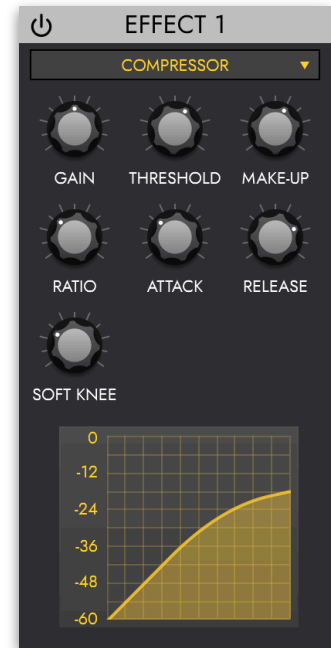 EFFECT 1
COMPRESSOR
GAIN THRESHOLD MAKE-UP
RATIO ATTACK RELEASE
SOFT KNEE
0
-12
-24
-36
-48
-60